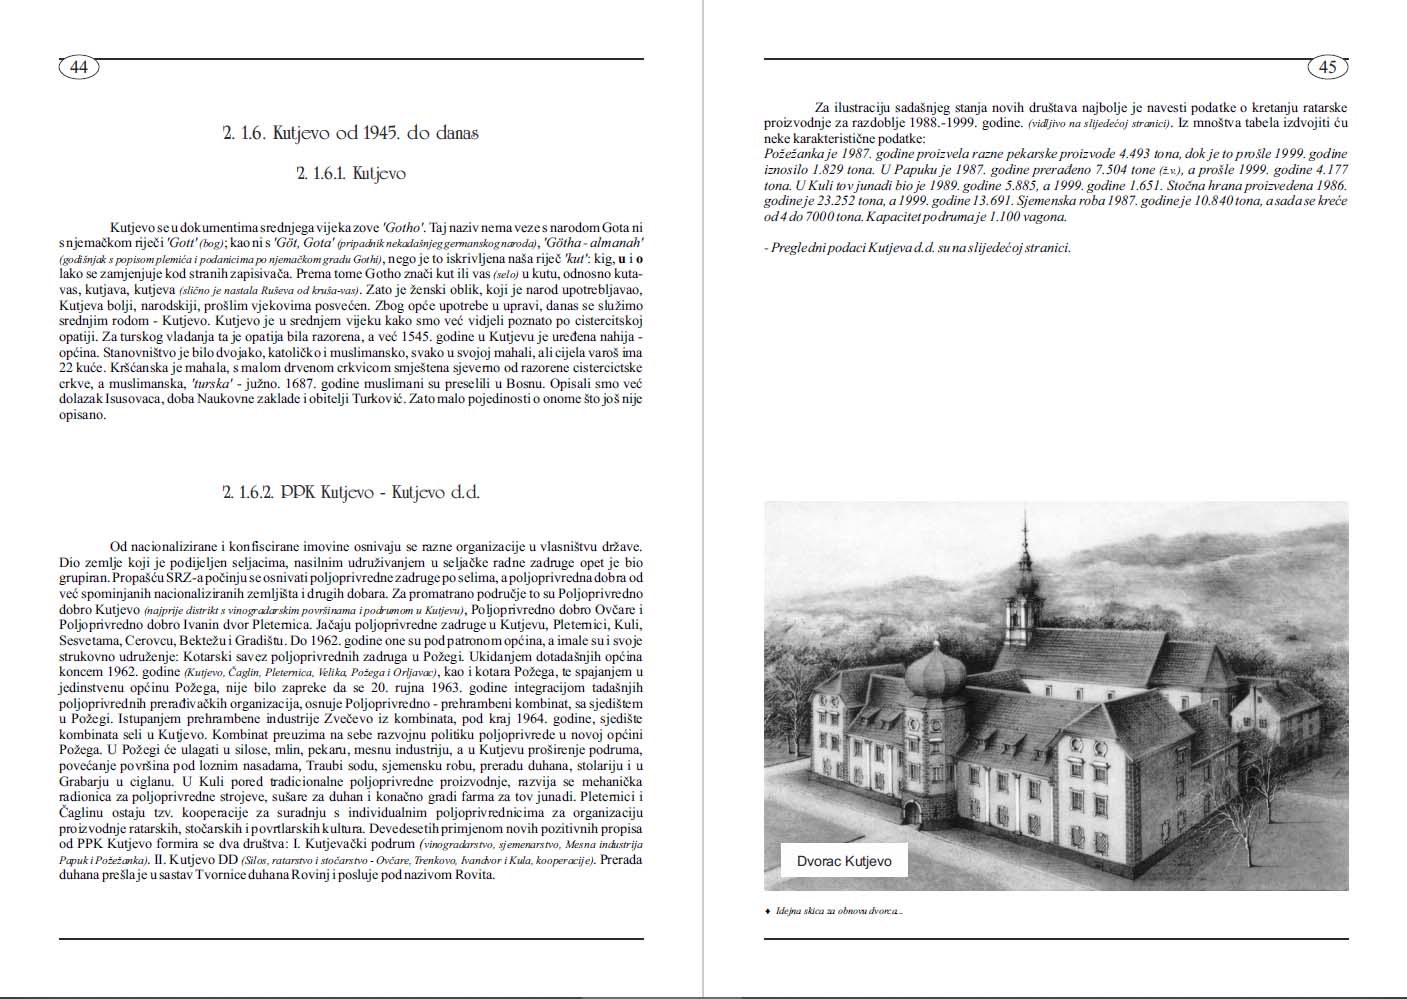 44
2. 1.6. Kutjevo od 1945. do danas
2. 1.6.1. Kutjevo
Kutjevo se u dokumentima srednjega vijeka zove 'Gotho'. Taj naziv nema veze s narodom Gota ni
s njemačkom riječi 'Gott' (bog); kao ni s 'Göt, Gota' (pripadnik nekadašnjeg germanskog naroda), 'Götha - almanah'
(godišnjak s popisom plemića i podanicima po njemačkom gradu Gothi), nego je to iskrivljena naša riječ 'kut': kig, u i o
lako se zamjenjuje kod stranih zapisivača. Prema tome Gotho znači kut ili vas (selo) u kutu, odnosno kuta-
vas, kutjava, kutjeva (slično je nastala Ruševa od kruša-vas). Zato je ženski oblik, koji je narod upotrebljavao,
Kutjeva bolji, narodskiji, prošlim vjekovima posvećen. Zbog opće upotrebe u upravi, danas se služimo
srednjim rodom - Kutjevo. Kutjevo je u srednjem vijeku kako smo već vidjeli poznato po cistercitskoj
opatiji. Za turskog vladanja ta je opatija bila razorena, a već 1545. godine u Kutjevu je uređena nahija -
općina. Stanovništvo je bilo dvojako, katoličko i muslimansko, svako u svojoj mahali, ali cijela varoš ima
22 kuće. Kršćanska je mahala, s malom drvenom crkvicom smještena sjeverno od razorene cistercictske
crkve, a muslimanska, 'turska' - južno. 1687. godine muslimani su preselili u Bosnu. Opisali smo već
dolazak Isusovaca, doba Naukovne zaklade i obitelji Turković. Zato malo pojedinosti o onome što još nije
opisano.
2. 1.6.2. PPK Kutjevo - Kutjevo d.d.
Od nacionalizirane i konfiscirane imovine osnivaju se razne organizacije u vlasništvu države.
Dio zemlje koji je podijeljen seljacima, nasilnim udruživanjem u seljačke radne zadruge opet je bio
grupiran. Propašću SRZ-a počinju se osnivati poljoprivredne zadruge po selima, a poljoprivredna dobra od
već spominjanih nacionaliziranih zemljišta i drugih dobara. Za promatrano područje to su Poljoprivredno
dobro Kutjevo (najprije distrikt s vinogradarskim površinama i podrumom u Kutjevu), Poljoprivredno dobro Ovčare i
Poljoprivredno dobro Ivanin dvor Pleternica. Jačaju poljoprivredne zadruge u Kutjevu, Pleternici, Kuli,
Sesvetama, Cerovcu, Bektežu i Gradištu. Do 1962. godine one su pod patronom općina, a imale su i svoje
strukovno udruženje: Kotarski savez poljoprivrednih zadruga u Požegi. Ukidanjem dotadašnjih općina
koncem 1962. godine (Kutjevo, Čaglin, Pleternica, Velika, Požega i Orljavac), kao i kotara Požega, te spajanjem u
jedinstvenu općinu Požega, nije bilo zapreke da se 20. rujna 1963. godine integracijom tadašnjih
poljoprivrednih prerađivačkih organizacija, osnuje Poljoprivredno - prehrambeni kombinat, sa sjedištem
u Požegi. Istupanjem prehrambene industrije Zvečevo iz kombinata, pod kraj 1964. godine, sjedište
kombinata seli u Kutjevo. Kombinat preuzima na sebe razvojnu politiku poljoprivrede u novoj općini
Požega. U Požegi će ulagati u silose, mlin, pekaru, mesnu industriju, a u Kutjevu proširenje podruma,
povećanje površina pod loznim nasadama, Traubi sodu, sjemensku robu, preradu duhana, stolariju i u
Grabarju u ciglanu. U Kuli pored tradicionalne poljoprivredne proizvodnje, razvija se mehanička
radionica za poljoprivredne strojeve, sušare za duhan i konačno gradi farma za tov junadi. Pleternici i
Čaglinu ostaju tzv. kooperacije za suradnju s individualnim poljoprivrednicima za organizaciju
proizvodnje ratarskih, stočarskih i povrtlarskih kultura. Devedesetih primjenom novih pozitivnih propisa
od PPK Kutjevo formira se dva društva: I. Kutjevački podrum (vinogradarstvo, sjemenarstvo, Mesna industrija
Papuk i Požežanka). II. Kutjevo DD (Silos, ratarstvo i stočarstvo - Ovčare, Trenkovo, Ivandvor i Kula, kooperacije). Prerada
duhana prešla je u sastav Tvornice duhana Rovinj i posluje pod nazivom Rovita.
45
Za ilustraciju sadašnjeg stanja novih društava najbolje je navesti podatke o kretanju ratarske
proizvodnje za razdoblje 1988.-1999. godine. (vidljivo na slijedećoj stranici). Iz mnoštva tabela izdvojiti ću
neke karakteristične podatke:
Požežanka je 1987. godine proizvela razne pekarske proizvode 4.493 tona, dok je to prošle 1999. godine
iznosilo 1.829 tona. U Papuku je 1987. godine prerađeno 7.504 tone (ž.v.), a prošle 1999. godine 4.177
tona. U Kuli tov junadi bio je 1989. godine 5.885, a 1999. godine 1.651. Stočna hrana proizvedena 1986.
godine je 23.252 tona, a 1999. godine 13.691. Sjemenska roba 1987. godine je 10.840 tona, a sada se kreće
od 4 do 7000 tona. Kapacitet podruma je 1.100 vagona.
- Pregledni podaci Kutjeva d.d. su na slijedećoj stranici.
Dvorac Kutjevo
♦ Idejna skica za obnovu dvorca...